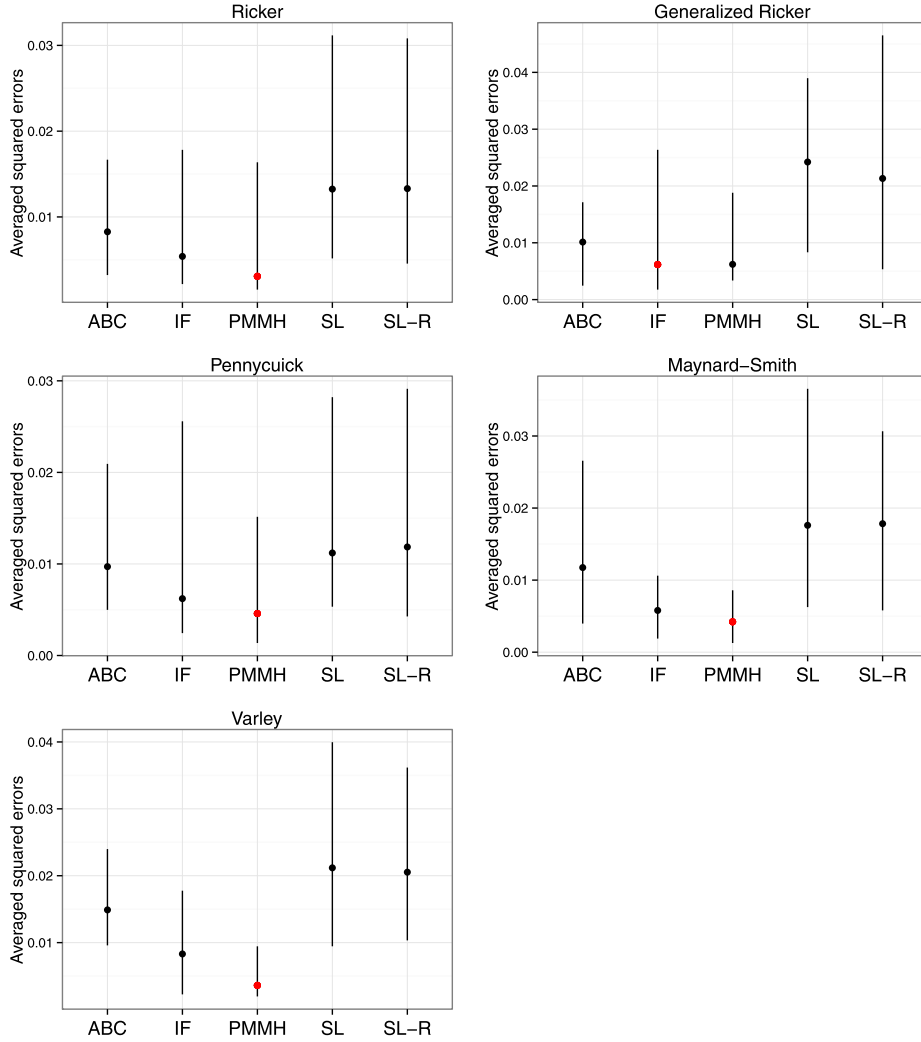 Ricker
Averaged squared errors
0.03
0.02
0.01
ABC IF PMMH SL SL−R
Generalized Ricker
Averaged squared errors
0.04
0.03
0.02
0.01
0.00
ABC IF PMMH SL SL−R
Pennycuick
Averaged squared errors
0.03
0.02
0.01
0.00
ABC IF PMMH SL SL−R
Maynard−Smith
Averaged squared errors
0.03
0.02
0.01
0.00
ABC IF PMMH SL SL−R
Varley
Averaged squared errors
0.04
0.03
0.02
0.01
ABC IF PMMH SL SL−R